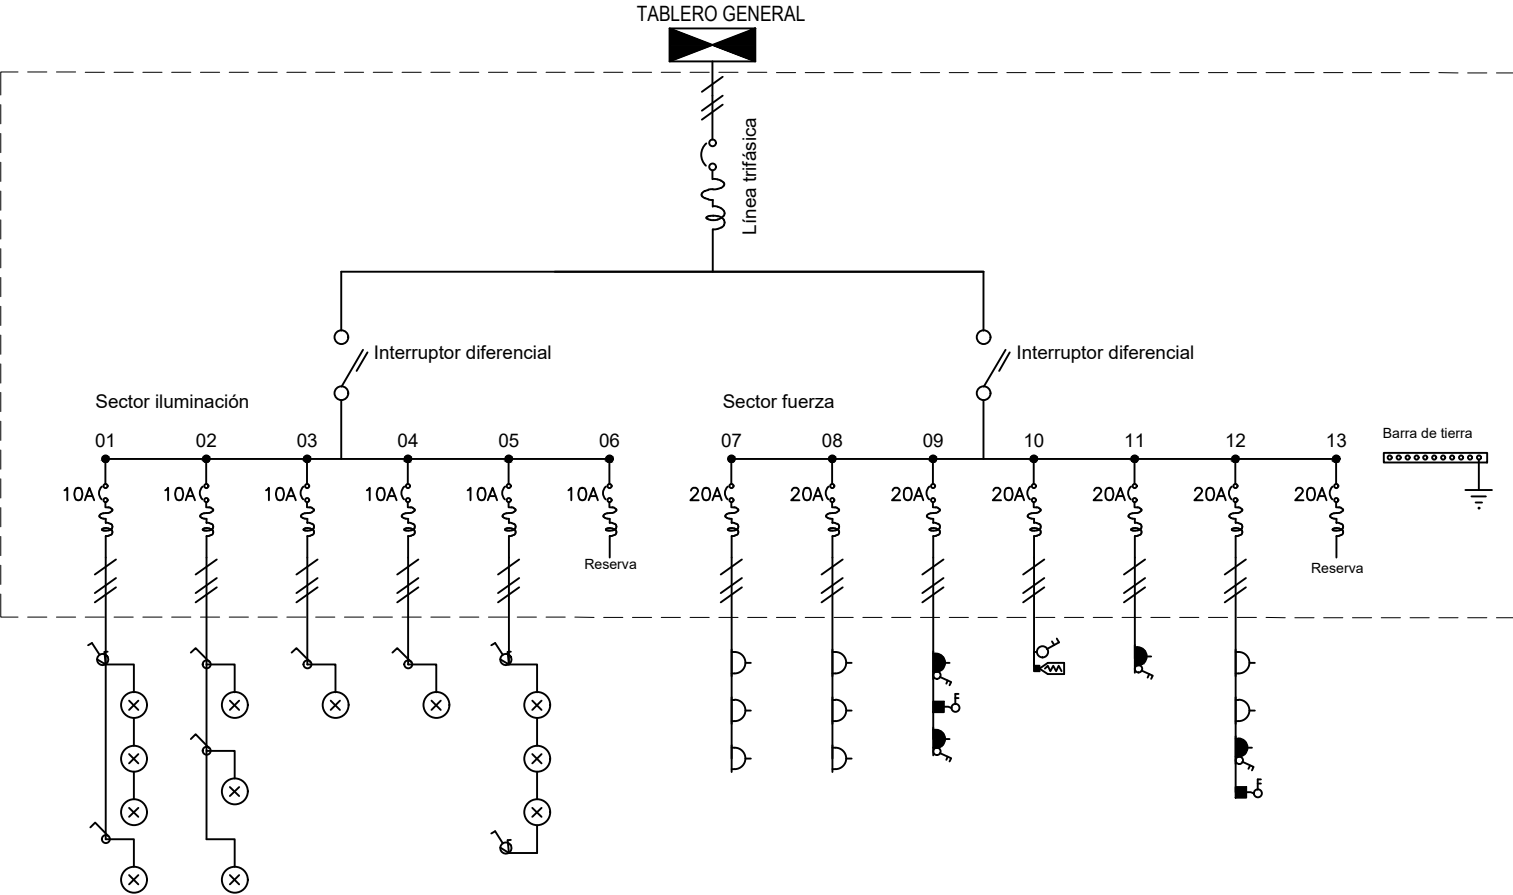 TABLERO GENERAL
Línea trifásica
Interruptor diferencial
Interruptor diferencial
Sector iluminación
Sector fuerza
01 02 03 04 05 06
07 08 09 10 11 12 13
Barra de tierra
10A 10A 10A 10A 10A 10A
20A 20A 20A 20A 20A 20A 20A
Reserva
Reserva